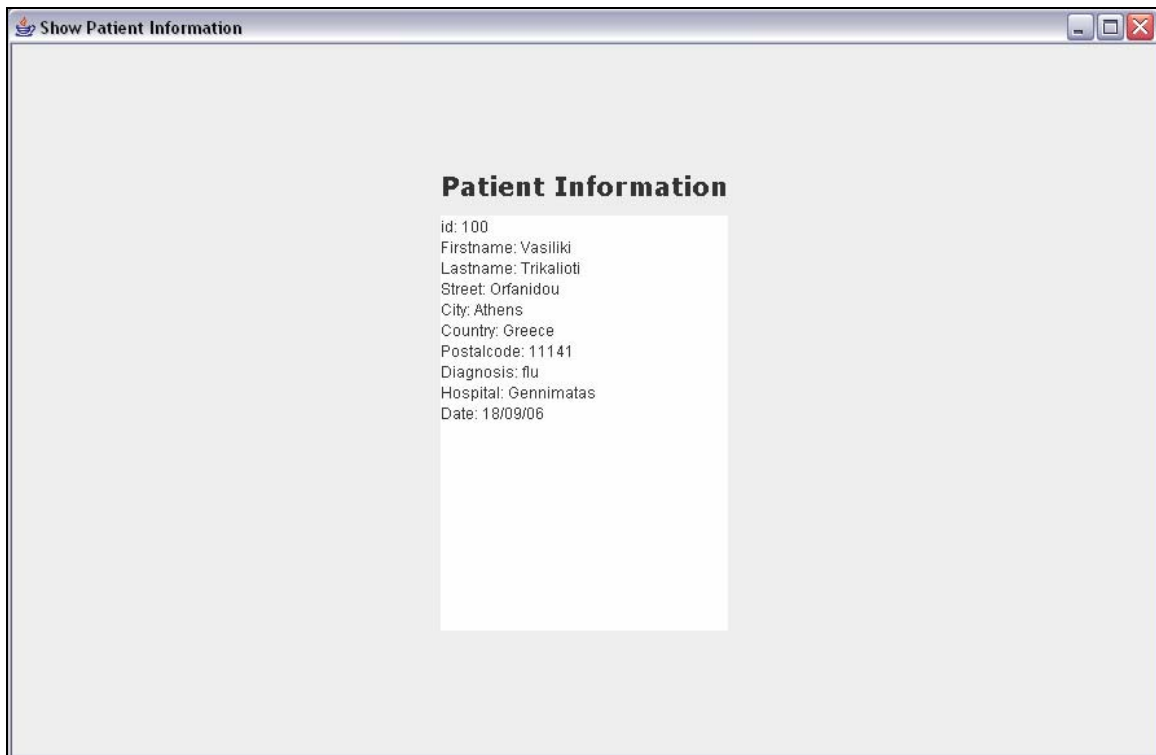 Show Patient Information
Patient Information
id: 100
Firstname: Vasiliki
Lastname: Trikalioti
Street: Orfanidou
City: Athens
Country: Greece
Postalcode: 11141
Diagnosis: flu
Hospital: Gennimatas
Date: 18/09/06